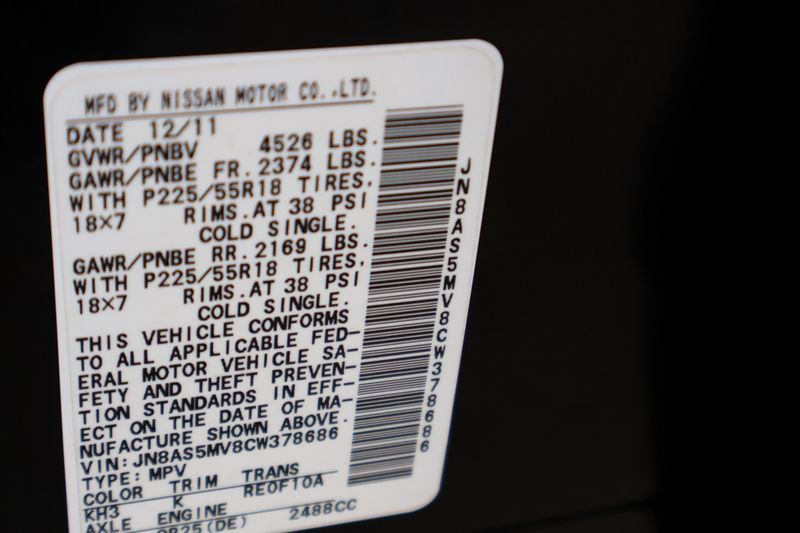 MFD BY NISSAN MOTOR CO.,LTD.
DATE 12/11
GVWR/PNBV 4526 LBS.
GAWR/PNBE FR. 2374 LBS.
WITH P225/55R18 TIRES,
18×7 RIMS.AT 38 PSI
COLD SINGLE.
GAWR/PNBE RR. 2169 LBS.
WITH P225/55R18 TIRES,
18×7 RIMS.AT 38 PSI
COLD SINGLE.
THIS VEHICLE CONFORMS
TO ALL APPLICABLE FED-
ERAL MOTOR VEHICLE SA-
FETY AND THEFT PREVEN-
TION STANDARDS IN EFF-
ECT ON THE DATE OF MA-
NUFACTURE SHOWN ABOVE.
VIN:JN8AS5MV8CW378686
TYPE:MPV
COLOR TRIM TRANS
KH3 K RE0F10A
AXLE ENGINE
QR25(DE) 2488CC
JN8AS5MV8CW378686